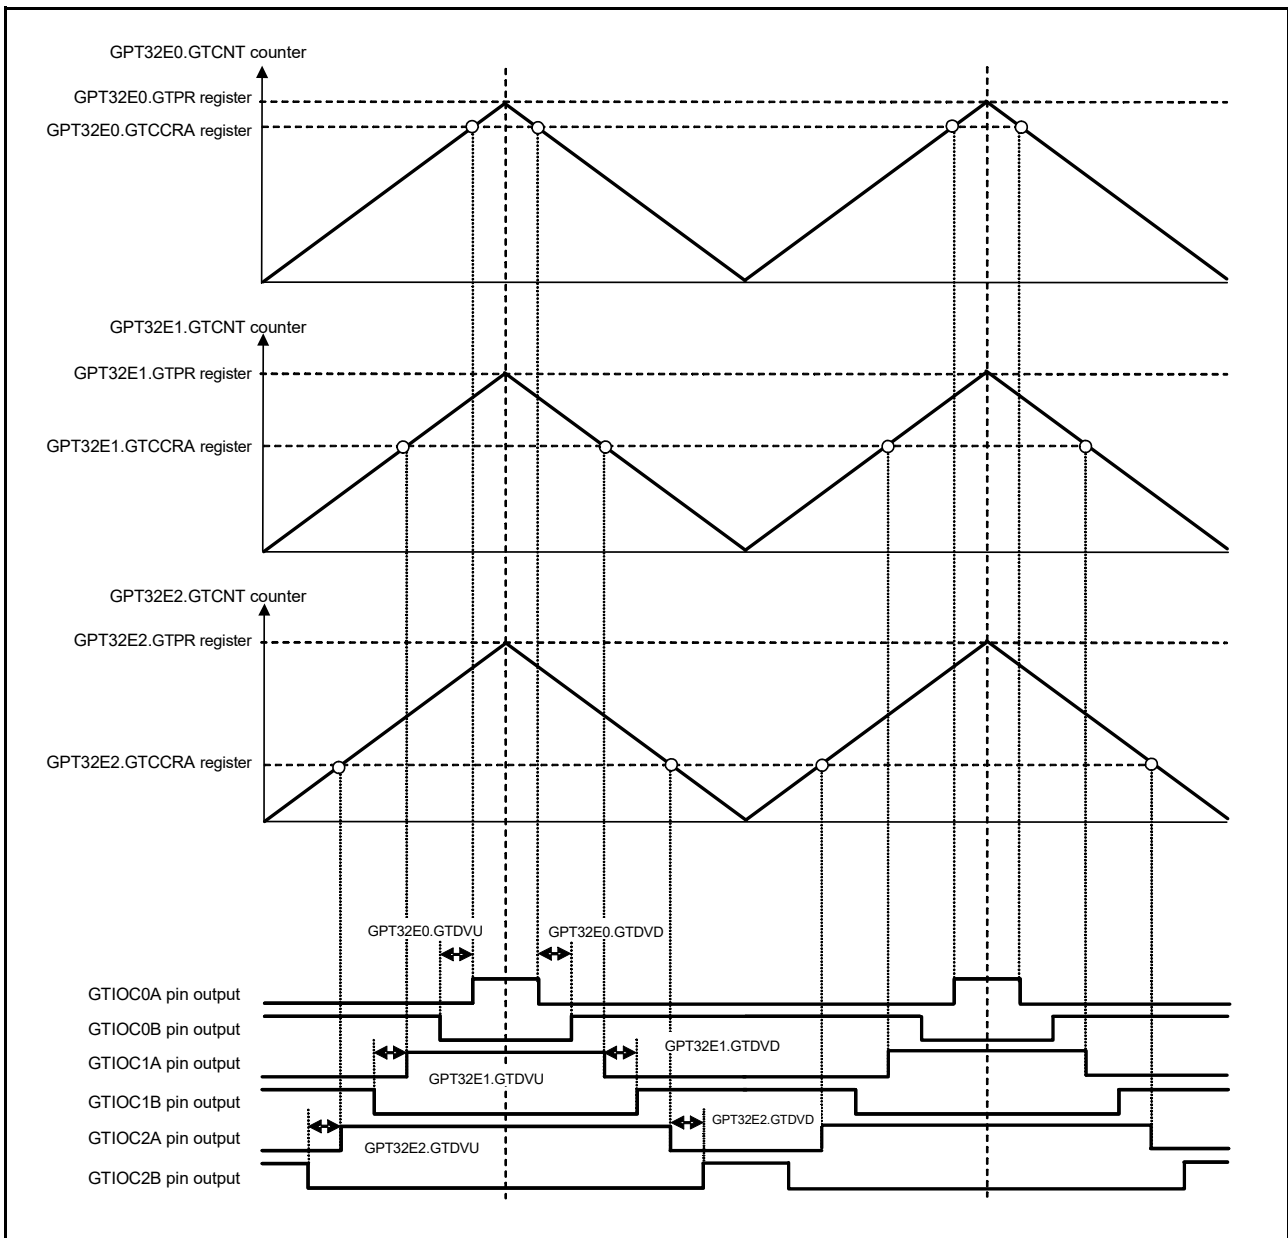 GPT32E0.GTCNT counter
GPT32E0.GTPR register
GPT32E0.GTCCRA register
GPT32E1.GTCNT counter
GPT32E1.GTPR register
GPT32E1.GTCCRA register
GPT32E2.GTCNT counter
GPT32E2.GTPR register
GPT32E2.GTCCRA register
GPT32E0.GTDVU
GPT32E0.GTDVD
GTIOC0A pin output
GTIOC0B pin output
GPT32E1.GTDVD
GTIOC1A pin output
GPT32E1.GTDVU
GTIOC1B pin output
GPT32E2.GTDVD
GTIOC2A pin output
GPT32E2.GTDVU
GTIOC2B pin output